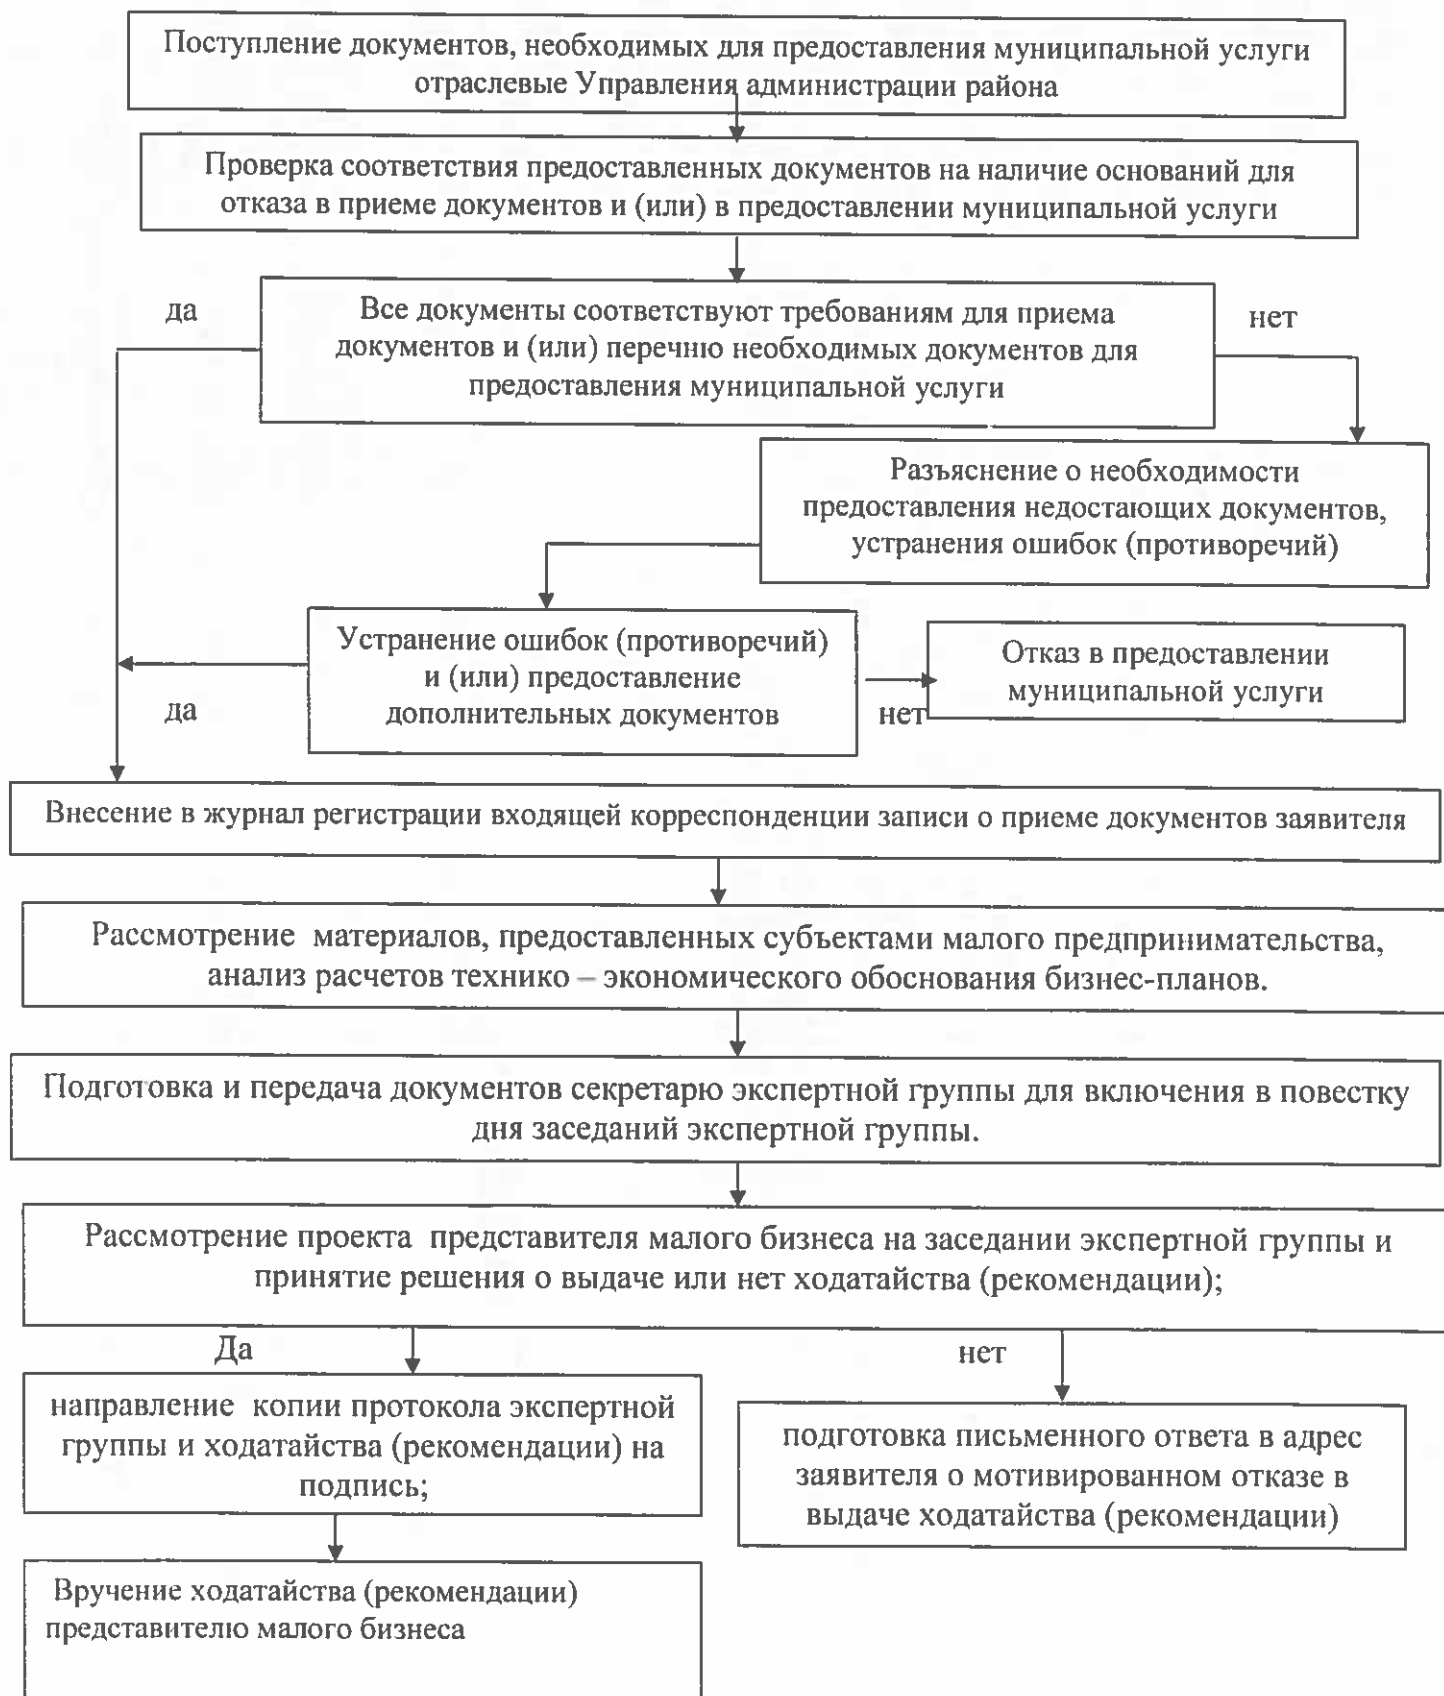 Поступление документов, необходимых для предоставления муниципальной услуги
отраслевые Управления администрации района
Проверка соответствия предоставленных документов на наличие оснований для
отказа в приеме документов и (или) в предоставлении муниципальной услуги
да
Все документы соответствуют требованиям для приема
документов и (или) перечню необходимых документов для
предоставления муниципальной услуги
нет
Разъяснение о необходимости
предоставления недостающих документов,
устранения ошибок (противоречий)
Устранение ошибок (противоречий)
и (или) предоставление
дополнительных документов
да
нет
Отказ в предоставлении
муниципальной услуги
Внесение в журнал регистрации входящей корреспонденции записи о приеме документов заявителя
Рассмотрение материалов, предоставленных субъектами малого предпринимательства,
анализ расчетов технико – экономического обоснования бизнес-планов.
Подготовка и передача документов секретарю экспертной группы для включения в повестку
дня заседаний экспертной группы.
Рассмотрение проекта представителя малого бизнеса на заседании экспертной группы и
принятие решения о выдаче или нет ходатайства (рекомендации);
Да
нет
направление копии протокола экспертной
группы и ходатайства (рекомендации) на
подпись;
подготовка письменного ответа в адрес
заявителя о мотивированном отказе в
выдаче ходатайства (рекомендации)
Вручение ходатайства (рекомендации)
представителю малого бизнеса